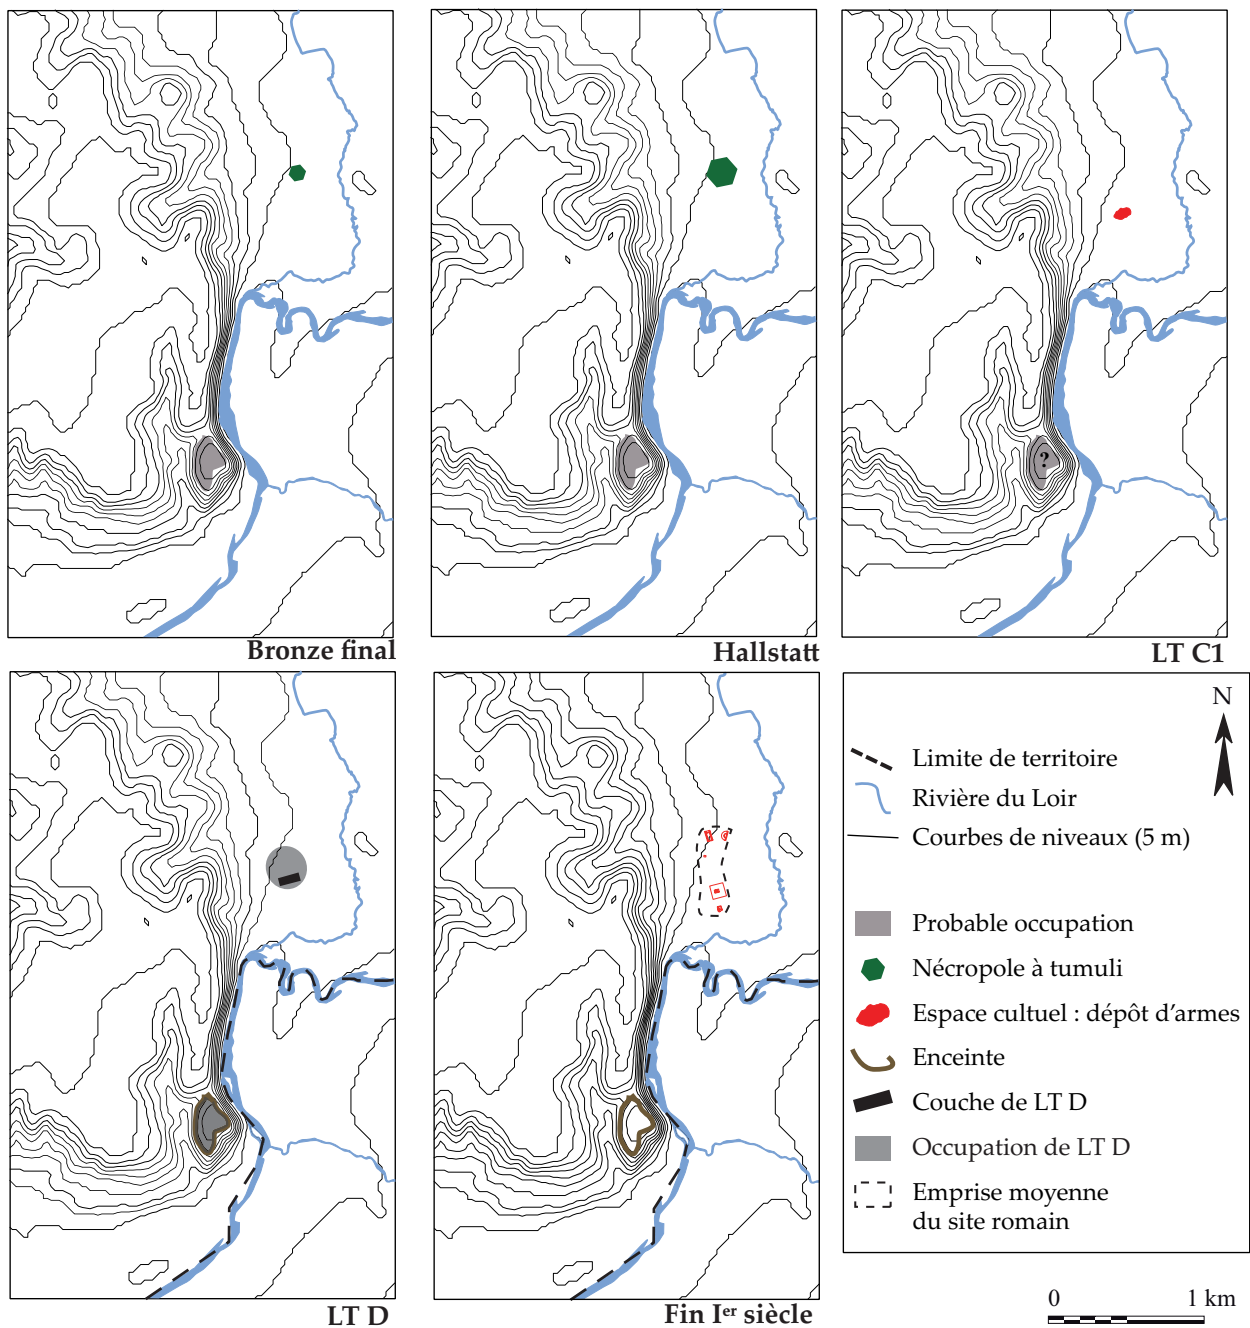 Bronze final
Hallstatt
?
LT C1
LT D
Fin Ier siècle
N
Limite de territoire
Rivière du Loir
Courbes de niveaux (5 m)
Probable occupation
Nécropole à tumuli
Espace cultuel : dépôt d'armes
Enceinte
Couche de LT D
Occupation de LT D
Emprise moyenne
du site romain
0 1 km